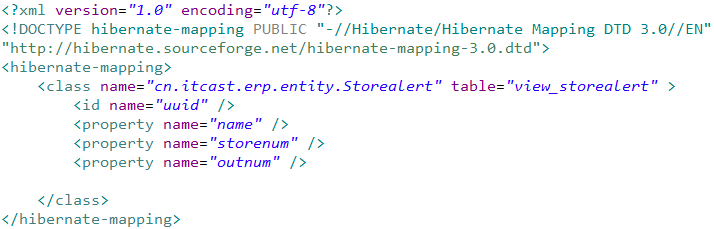 <?xml version="1.0" encoding="utf-8"?>
<!DOCTYPE hibernate-mapping PUBLIC "-//Hibernate/Hibernate Mapping DTD 3.0//EN"
"http://hibernate.sourceforge.net/hibernate-mapping-3.0.dtd">
<hibernate-mapping>
    <class name="cn.itcast.erp.entity.Storealert" table="view_storealert" >
        <id name="uuid" />
        <property name="name" />
        <property name="storenum" />
        <property name="outnum" />
    </class>
</hibernate-mapping>